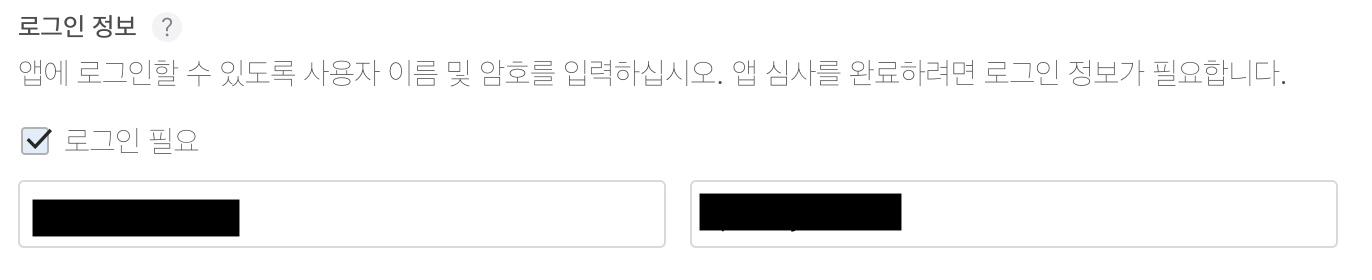 로그인 정보 ?
앱에 로그인할 수 있도록 사용자 이름 및 암호를 입력하십시오. 앱 심사를 완료하려면 로그인 정보가 필요합니다.
로그인 필요